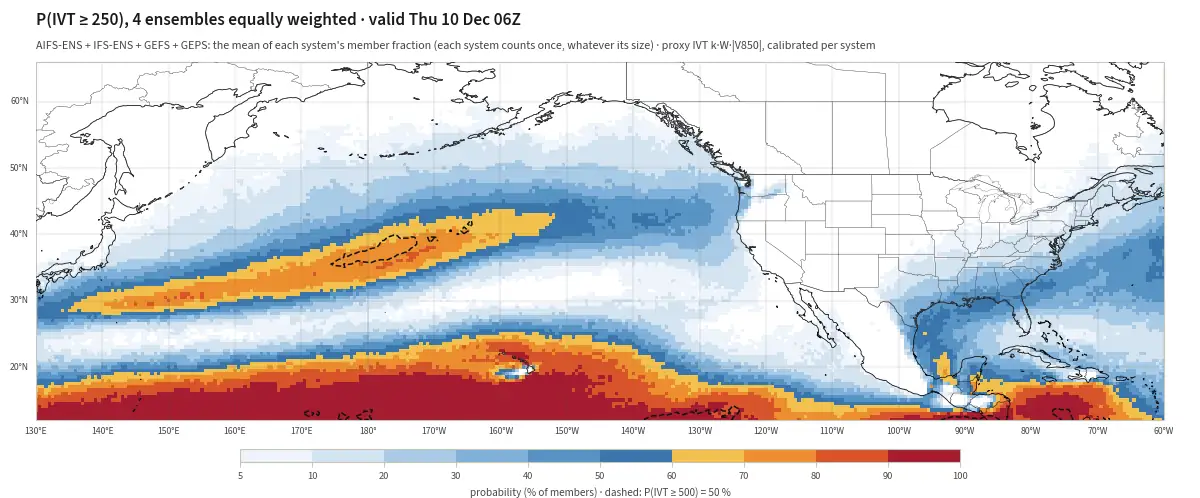 P(IVT ≥ 250), 4 ensembles equally weighted · valid Thu 10 Dec 06Z
AIFS-ENS + IFS-ENS + GEFS + GEPS: the mean of each system's member fraction (each system counts once, whatever its size) · proxy IVT k·W·|V850|, calibrated per system
60°N
50°N
40°N
30°N
20°N
130°E 140°E 150°E 160°E 170°E 180° 170°W 160°W 150°W 140°W 130°W 120°W 110°W 100°W 90°W 80°W 70°W 60°W
5 10 20 30 40 50 60 70 80 90 100
probability (% of members) · dashed: P(IVT ≥ 500) = 50 %